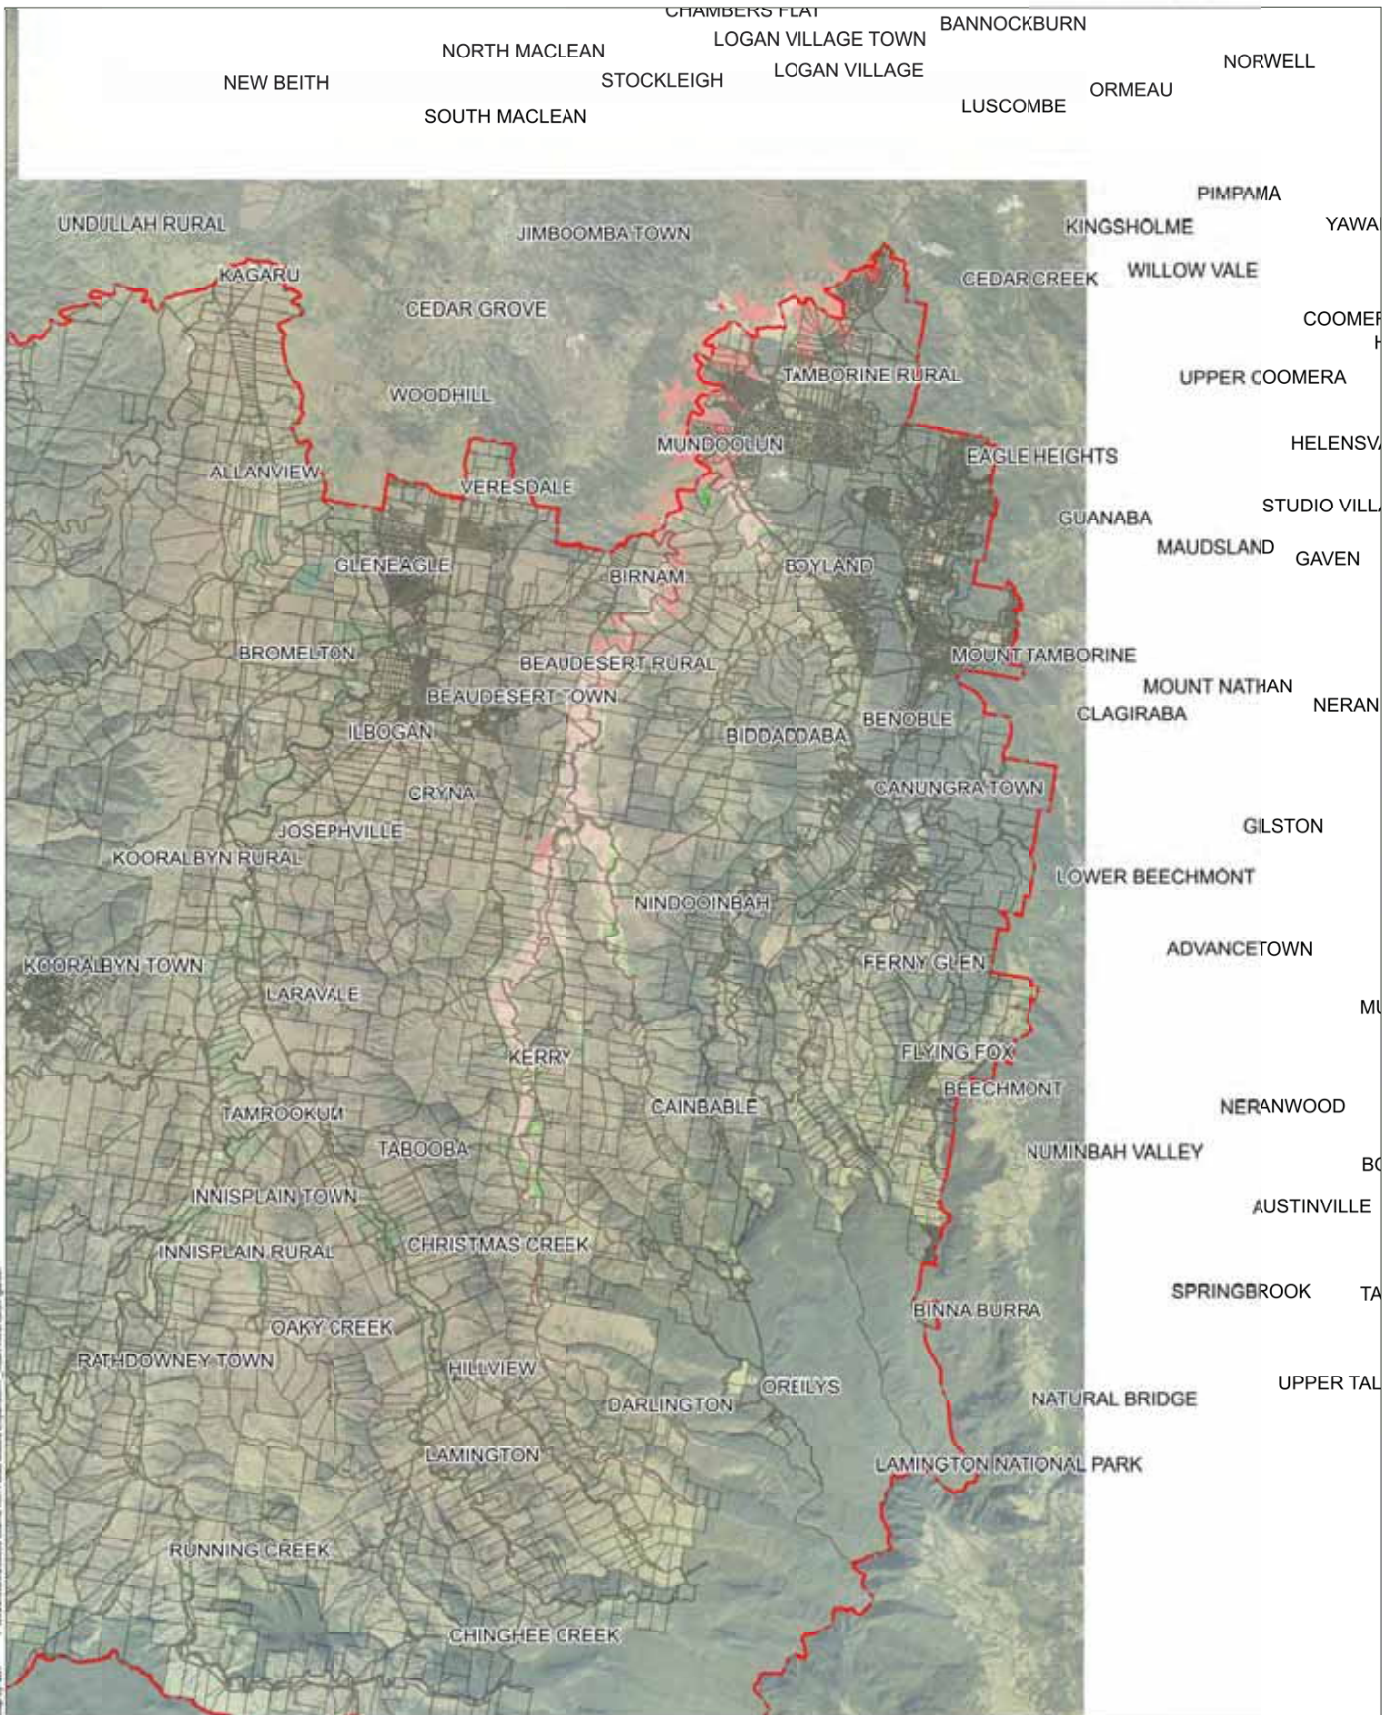 CHAMBERS FLAT
BANNOCKBURN
LOGAN VILLAGE TOWN
NORTH MACLEAN
NORWELL
LOGAN VILLAGE
STOCKLEIGH
NEW BEITH
ORMEAU
LUSCOMBE
SOUTH MACLEAN
PIMPAMA
UNDULLAH RURAL
KINGSHOLME
YAWA
JIMBOOMBA TOWN
WILLOW VALE
KAGARU
CEDAR CREEK
CEDAR GROVE
COOMER
H
TAMBORINE RURAL
UPPER COOMERA
WOODHILL
MUNDOOLUN
HELENSVA
EAGLE HEIGHTS
ALLANVIEW
VERESDALE
STUDIO VILLA
GUANABA
MAUDSLAND
GAVEN
GLENEAGLE
BOYLAND
BIRNAM
BROMELTON
MOUNT TAMBORINE
BEAUDESERT RURAL
MOUNT NATHAN
BEAUDESERT TOWN
NERAN
CLAGIRABA
BENOBLE
ILBOGAN
BIDDADDABA
CANUNGRA TOWN
CRYNA
GILSTON
JOSEPHVILLE
KOORALBYN RURAL
LOWER BEECHMONT
NINDOOINBAH
ADVANCETOWN
FERNY GLEN
KOORALBYN TOWN
LARAVALE
MU
FLYING FOX
KERRY
BEECHMONT
CAINBABLE
NERANWOOD
TAMROOKUM
TABOOBA
NUMINBAH VALLEY
BO
INNISPLAIN TOWN
AUSTINVILLE
CHRISTMAS CREEK
INNISPLAIN RURAL
SPRINGBROOK
TA
BINNA BURRA
OAKY CREEK
RATHDOWNEY TOWN
HILLVIEW
UPPER TAL
OREILYS
NATURAL BRIDGE
DARLINGTON
LAMINGTON
LAMINGTON NATIONAL PARK
RUNNING CREEK
CHINGHEE CREEK